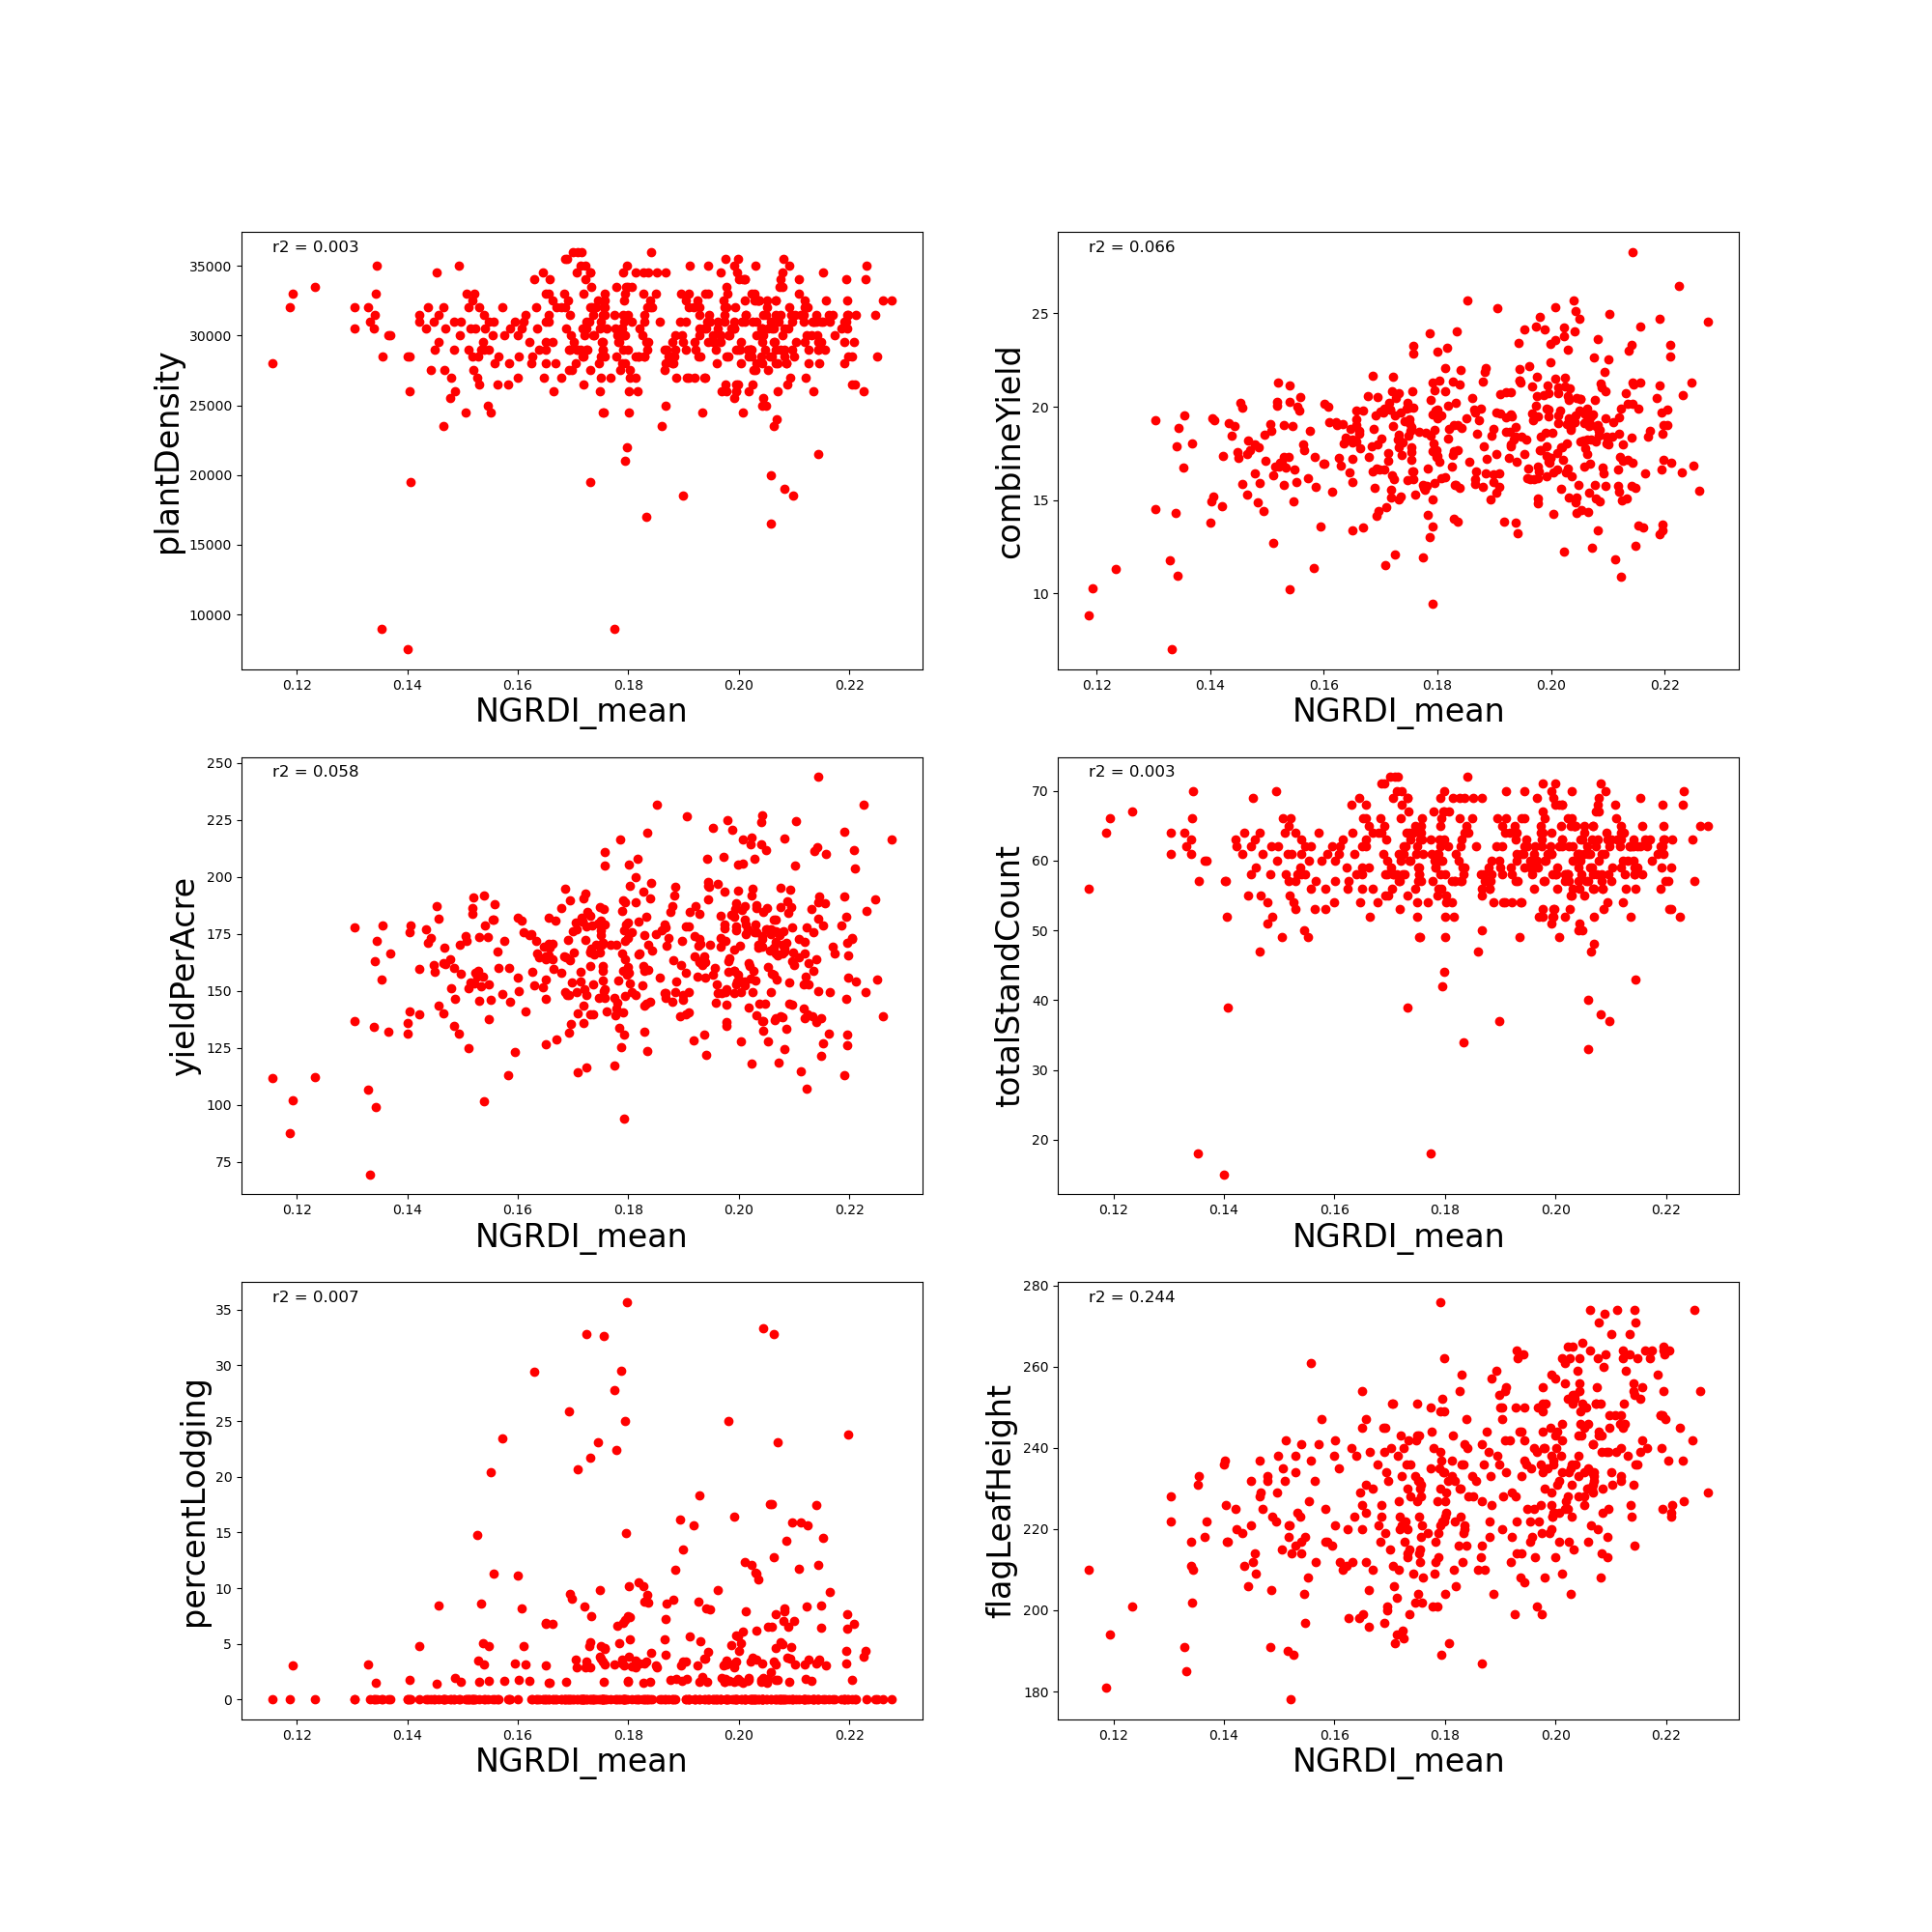 r2 = 0.003
35000
30000
25000
20000
15000
10000
plantDensity
0.12 0.14 0.16 0.18 0.20 0.22
NGRDI_mean
r2 = 0.066
25
20
15
10
combineYield
0.12 0.14 0.16 0.18 0.20 0.22
NGRDI_mean
r2 = 0.058
250
225
200
175
150
125
100
75
yieldPerAcre
0.12 0.14 0.16 0.18 0.20 0.22
NGRDI_mean
r2 = 0.003
70
60
50
40
30
20
totalStandCount
0.12 0.14 0.16 0.18 0.20 0.22
NGRDI_mean
r2 = 0.007
35
30
25
20
15
10
5
0
percentLodging
0.12 0.14 0.16 0.18 0.20 0.22
NGRDI_mean
r2 = 0.244
280
260
240
220
200
180
flagLeafHeight
0.12 0.14 0.16 0.18 0.20 0.22
NGRDI_mean